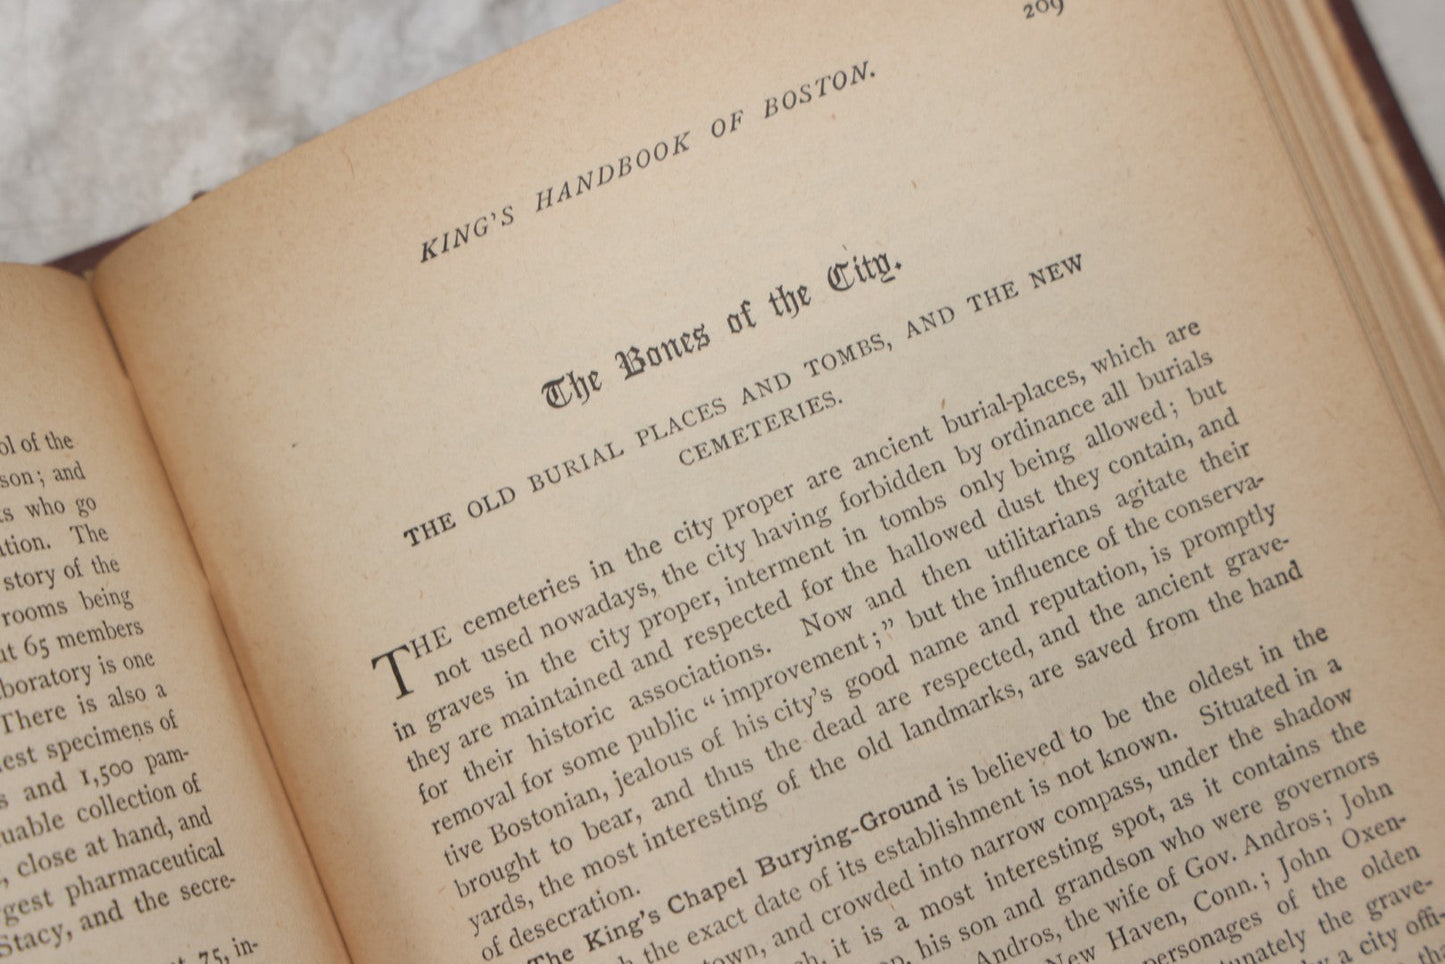 ol of the
son; and
ks who go
ation. The
story of the
rooms being
ut 65 members
boratory is one
There is also a
est specimens of
s and 1,500 pam-
uable collection of
, close at hand, and
gest pharmaceutical
Stacy, and the secre-
75, in-
209
KING'S HANDBOOK OF BOSTON.
The Bones of the City.
THE OLD BURIAL PLACES AND TOMBS, AND THE NEW
CEMETERIES.
THE cemeteries in the city proper are ancient burial-places, which are
not used nowadays, the city having forbidden by ordinance all burials
in graves in the city proper, interment in tombs only being allowed; but
they are maintained and respected for the hallowed dust they contain, and
for their historic associations. Now and then utilitarians agitate their
removal for some public "improvement;" but the influence of the conserva-
tive Bostonian, jealous of his city's good name and reputation, is promptly
brought to bear, and thus the dead are respected, and the ancient grave-
yards, the most interesting of the old landmarks, are saved from the hand
of desecration.
The King's Chapel Burying-Ground is believed to be the oldest in the
the exact date of its establishment is not known. Situated in a
town, and crowded into narrow compass, under the shadow
it is a most interesting spot, as it contains the
his son and grandson who were governors
Andros, the wife of Gov. Andros; John
New Haven, Conn.; John Oxen-
personages of the olden
the grave-
by a city offi-